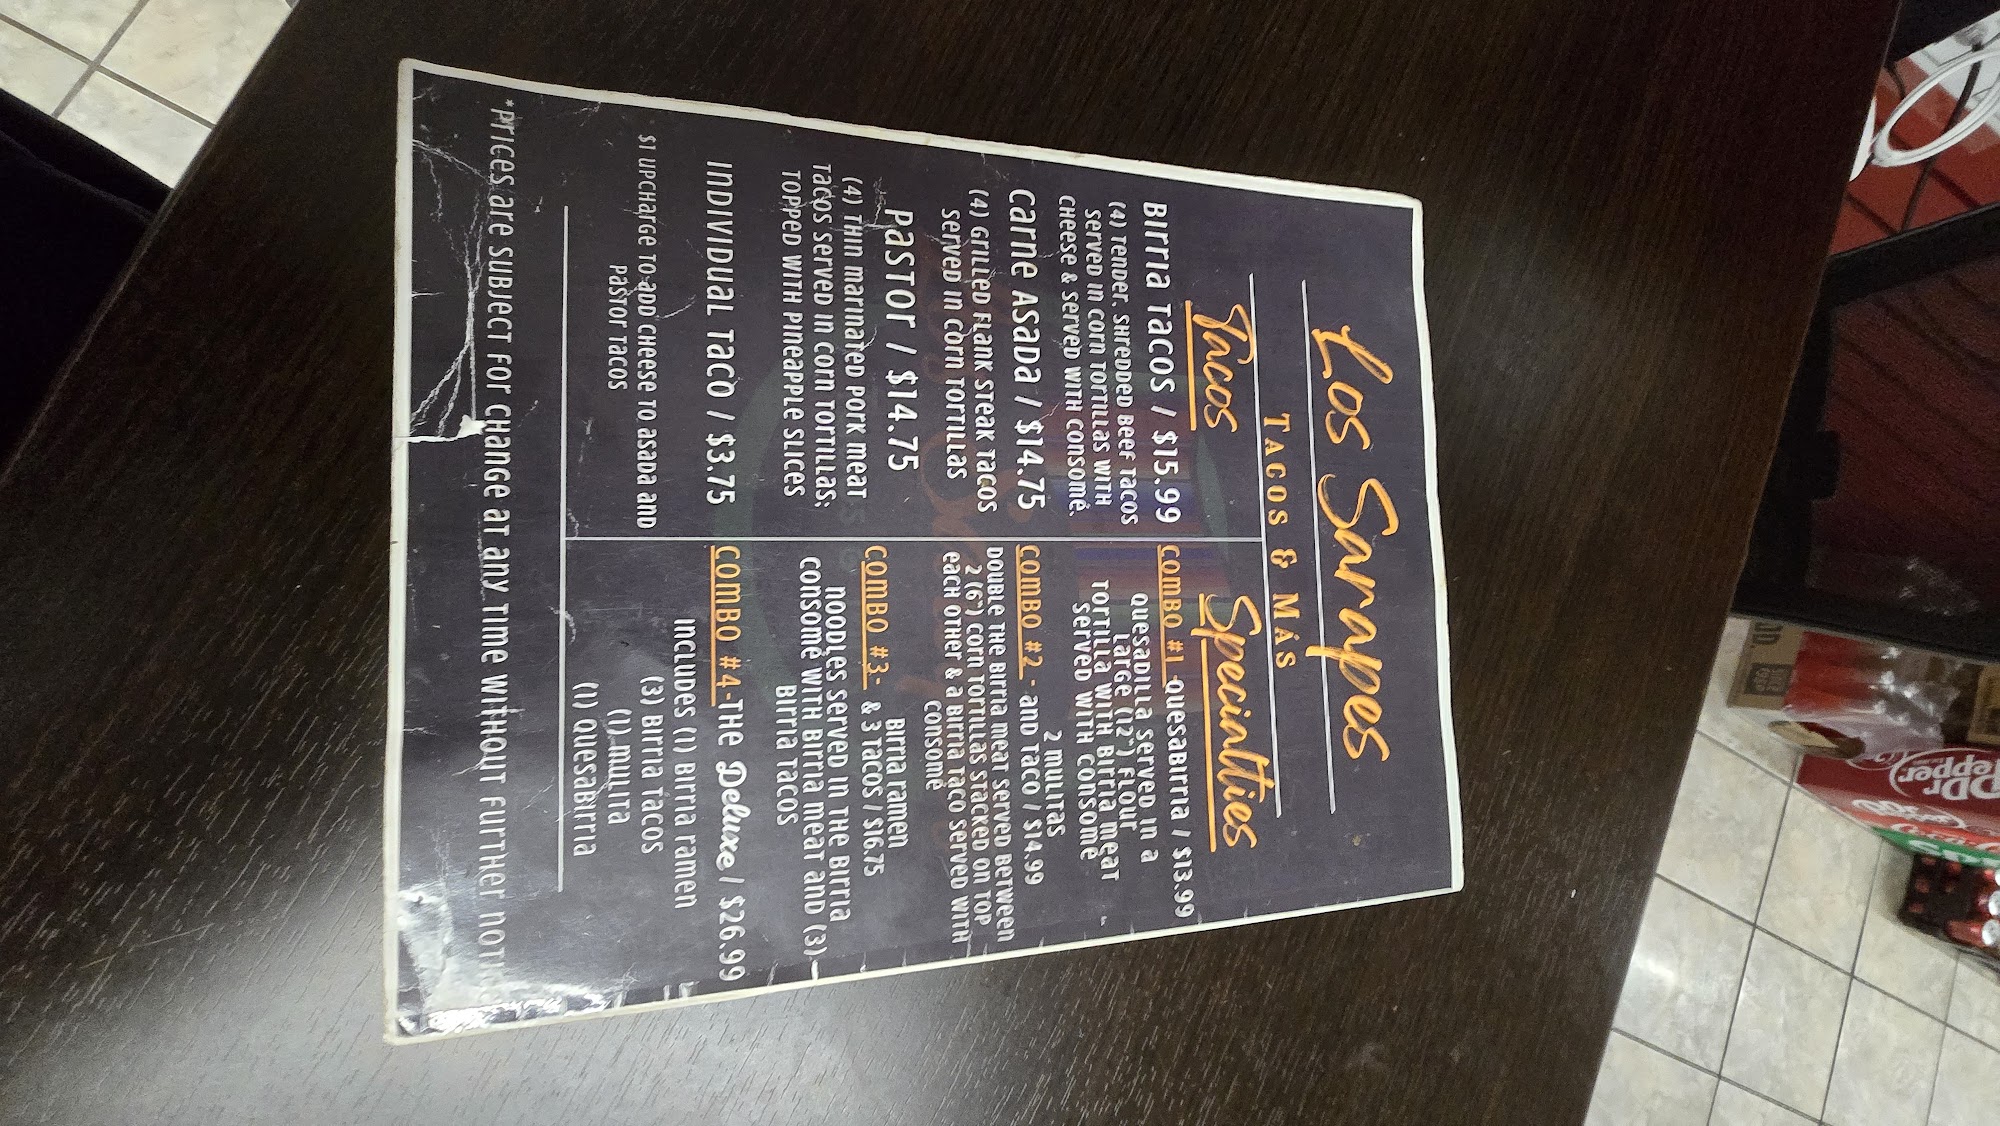 Los Sarapes
TACOS & MÁS
Tacos
BIRRIA TACOS / $15.99
(4) TENDER, SHREDDED BEEF TACOS
SERVED IN CORN TORTILLAS WITH
CHEESE & SERVED WITH CONSOMÉ.
CARNE ASADA / $14.75
(4) GRILLED FLANK STEAK TACOS
SERVED IN CORN TORTILLAS
PASTOR / $14.75
(4) THIN MARINATED PORK MEAT
TACOS SERVED IN CORN TORTILLAS;
TOPPED WITH PINEAPPLE SLICES
INDIVIDUAL TACO / $3.75
$1 UPCHARGE TO ADD CHEESE TO ASADA AND
PASTOR TACOS
Specialties
COMBO #1 -QUESABIRRIA / $13.99
QUESADILLA SERVED IN A
LARGE (12") FLOUR
TORTILLA WITH BIRRIA MEAT
SERVED WITH CONSOMÉ
2 MULITAS
COMBO #2 - AND TACO / $14.99
DOUBLE THE BIRRIA MEAT SERVED BETWEEN
2 (6") CORN TORTILLAS STACKED ON TOP
EACH OTHER & A BIRRIA TACO SERVED WITH
CONSOMÉ
BIRRIA RAMEN
COMBO #3- & 3 TACOS / $16.75
NOODLES SERVED IN THE BIRRIA
CONSOMÉ WITH BIRRIA MEAT AND (3)
BIRRIA TACOS
COMBO #4-THE Deluxe / $26.99
INCLUDES (1) BIRRIA RAMEN
(3) BIRRIA TACOS
(1) MULITA
(1) QUESABIRRIA
*PRICES ARE SUBJECT FOR CHANGE AT ANY TIME WITHOUT FURTHER
Dr
Pepper